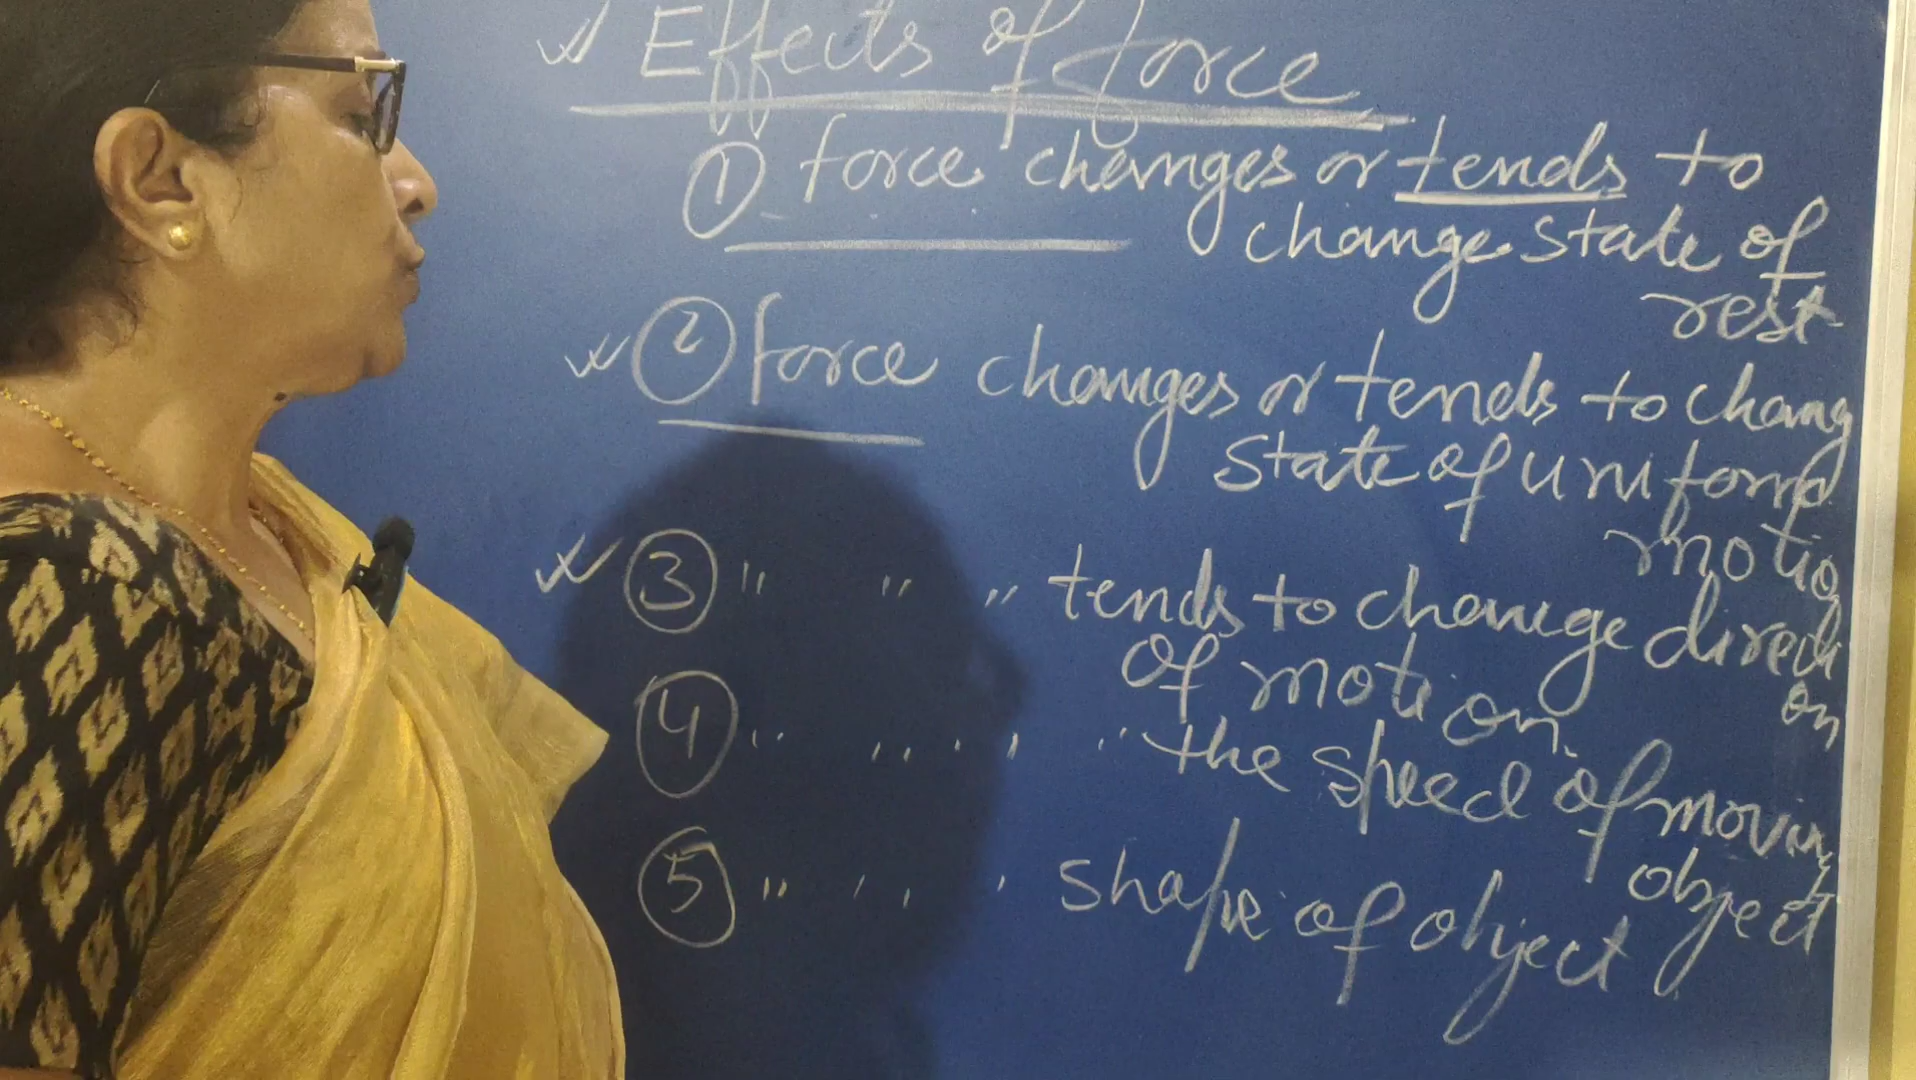 Effects of force
① force changes or tends to
change state of
rest
② force changes or tends to chang
state of uniform
motio
③ " " " tends to change directi
on
of motion.
④ " " " " " the speed of moving
object
⑤ " " " " shape of object